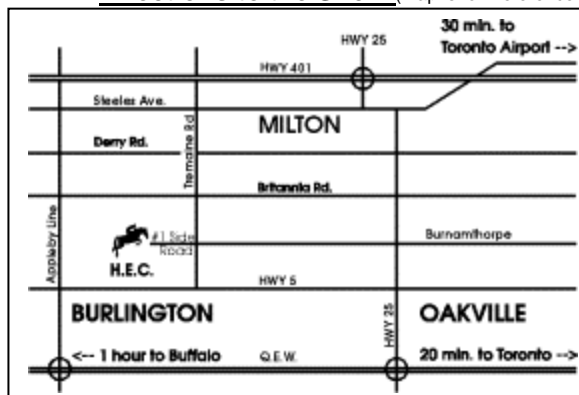 HWY 25
30 min. to
Toronto Airport -->
HWY 401
Steeles Ave.
Tremaine Rd
MILTON
Derry Rd.
Britannia Rd.
Appleby Line
#1 Side
Road
Burnamthorpe
H.E.C.
HWY 5
BURLINGTON
HWY 25
OAKVILLE
<-- 1 hour to Buffalo
Q.E.W.
20 min. to Toronto -->